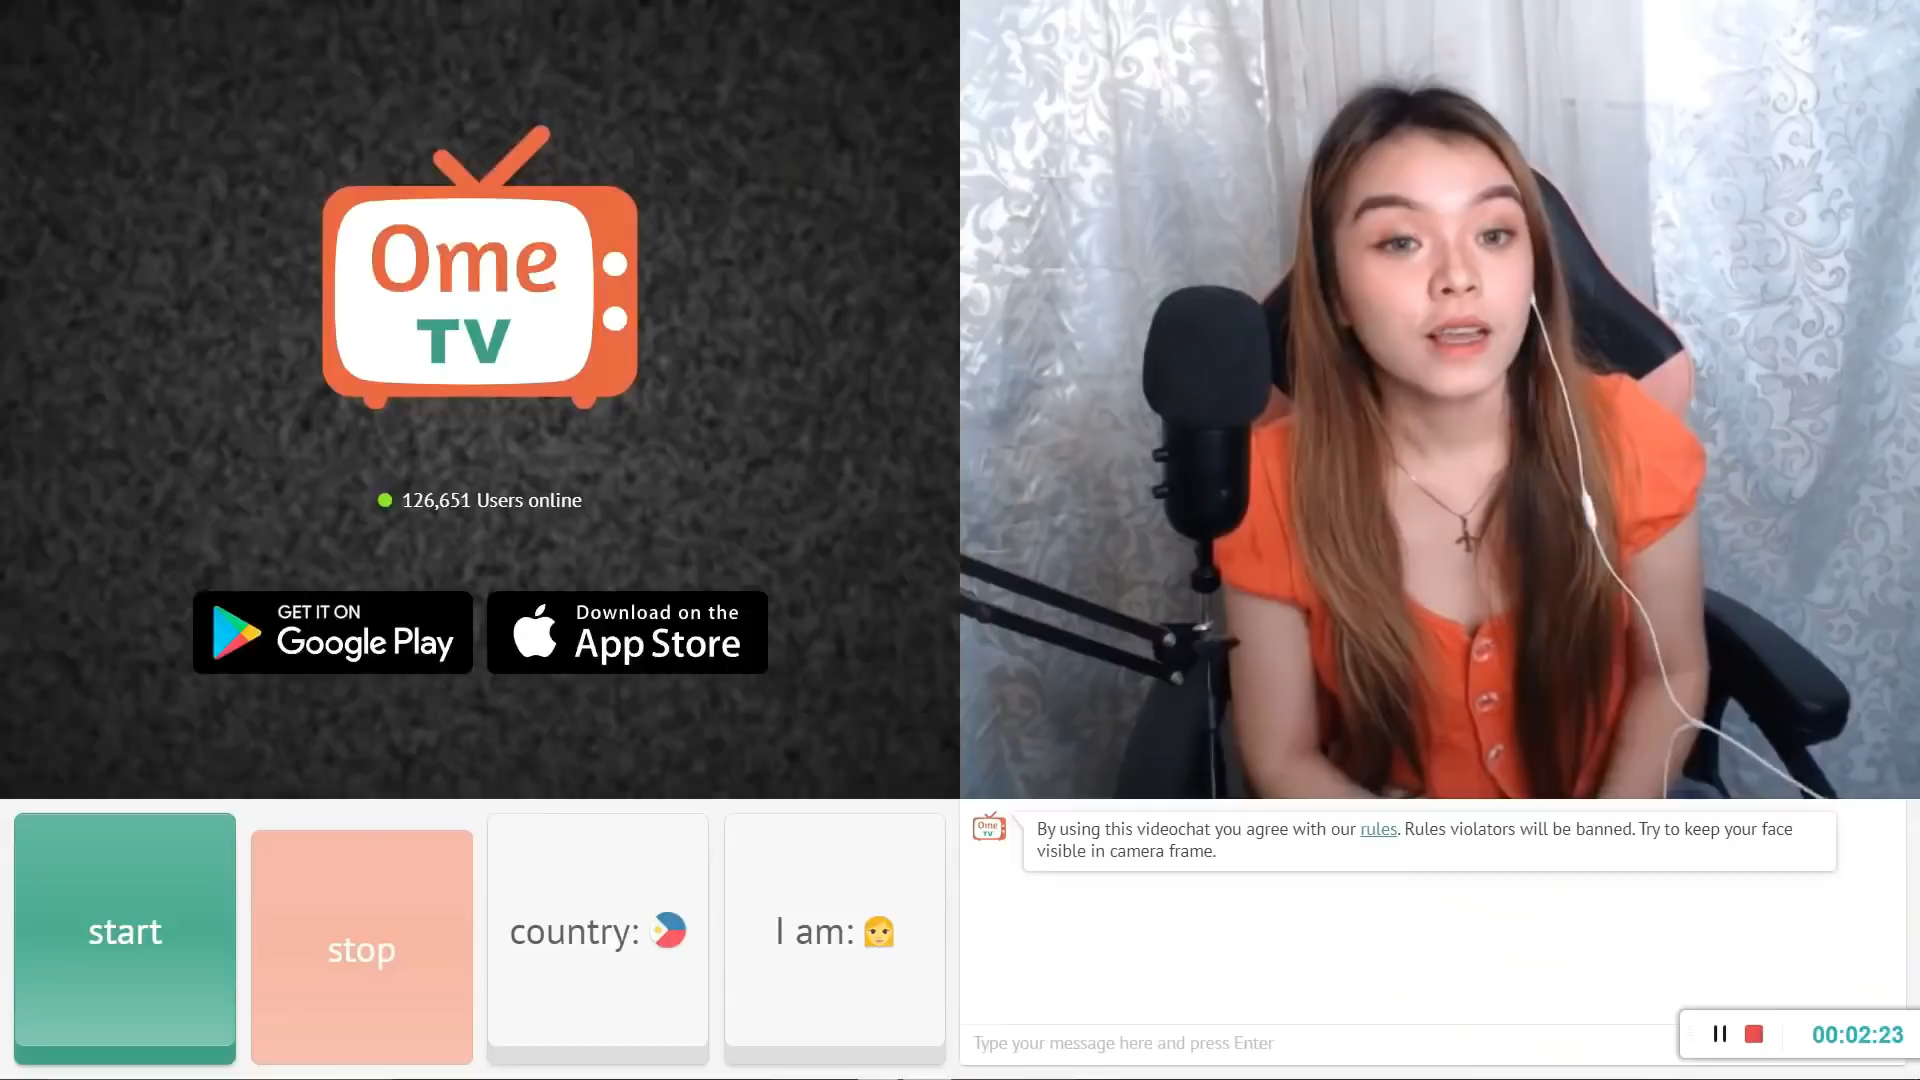 Ome
TV
126,651 Users online
GET IT ON
Google Play
Download on the
App Store
start
stop
country:
I am:
Ome
TV
By using this videochat you agree with our rules. Rules violators will be banned. Try to keep your face
visible in camera frame.
Type your message here and press Enter
00:02:23